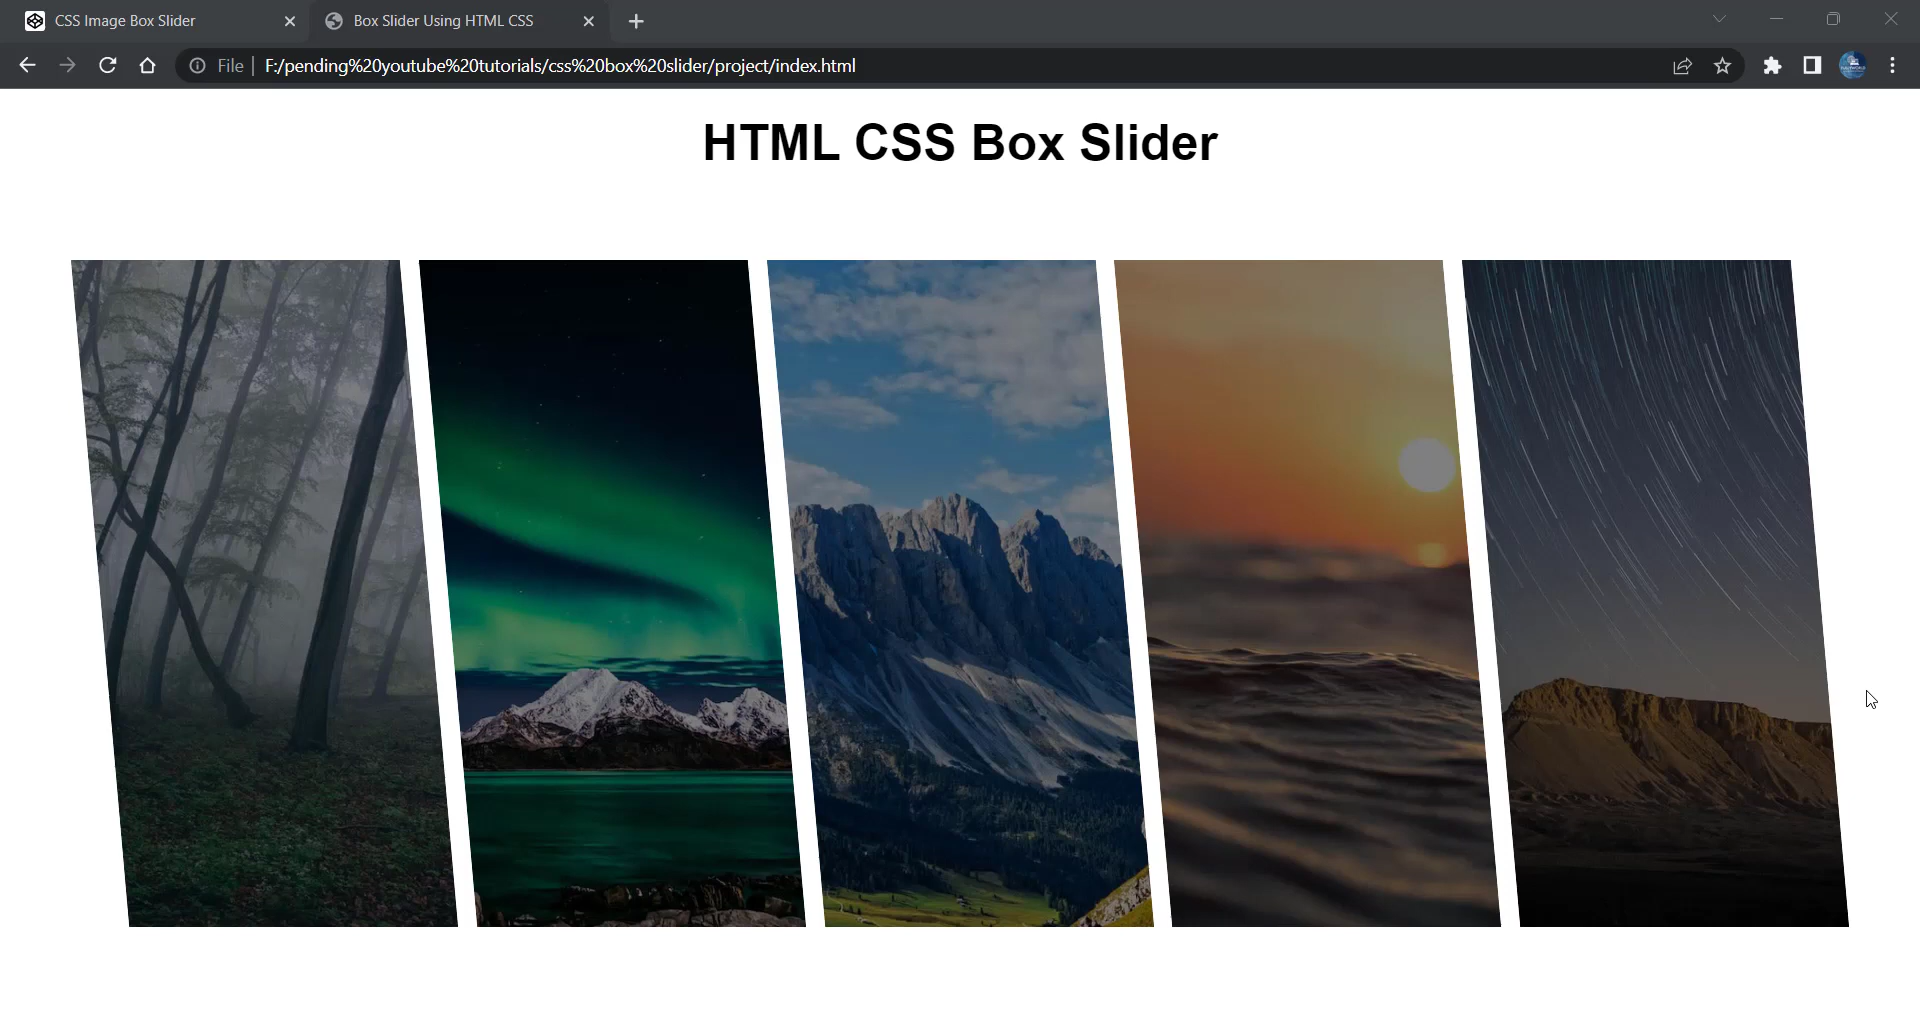 CSS Image Box Slider
Box Slider Using HTML CSS
File
F:/pending%20youtube%20tutorials/css%20box%20slider/project/index.html
HTML CSS Box Slider